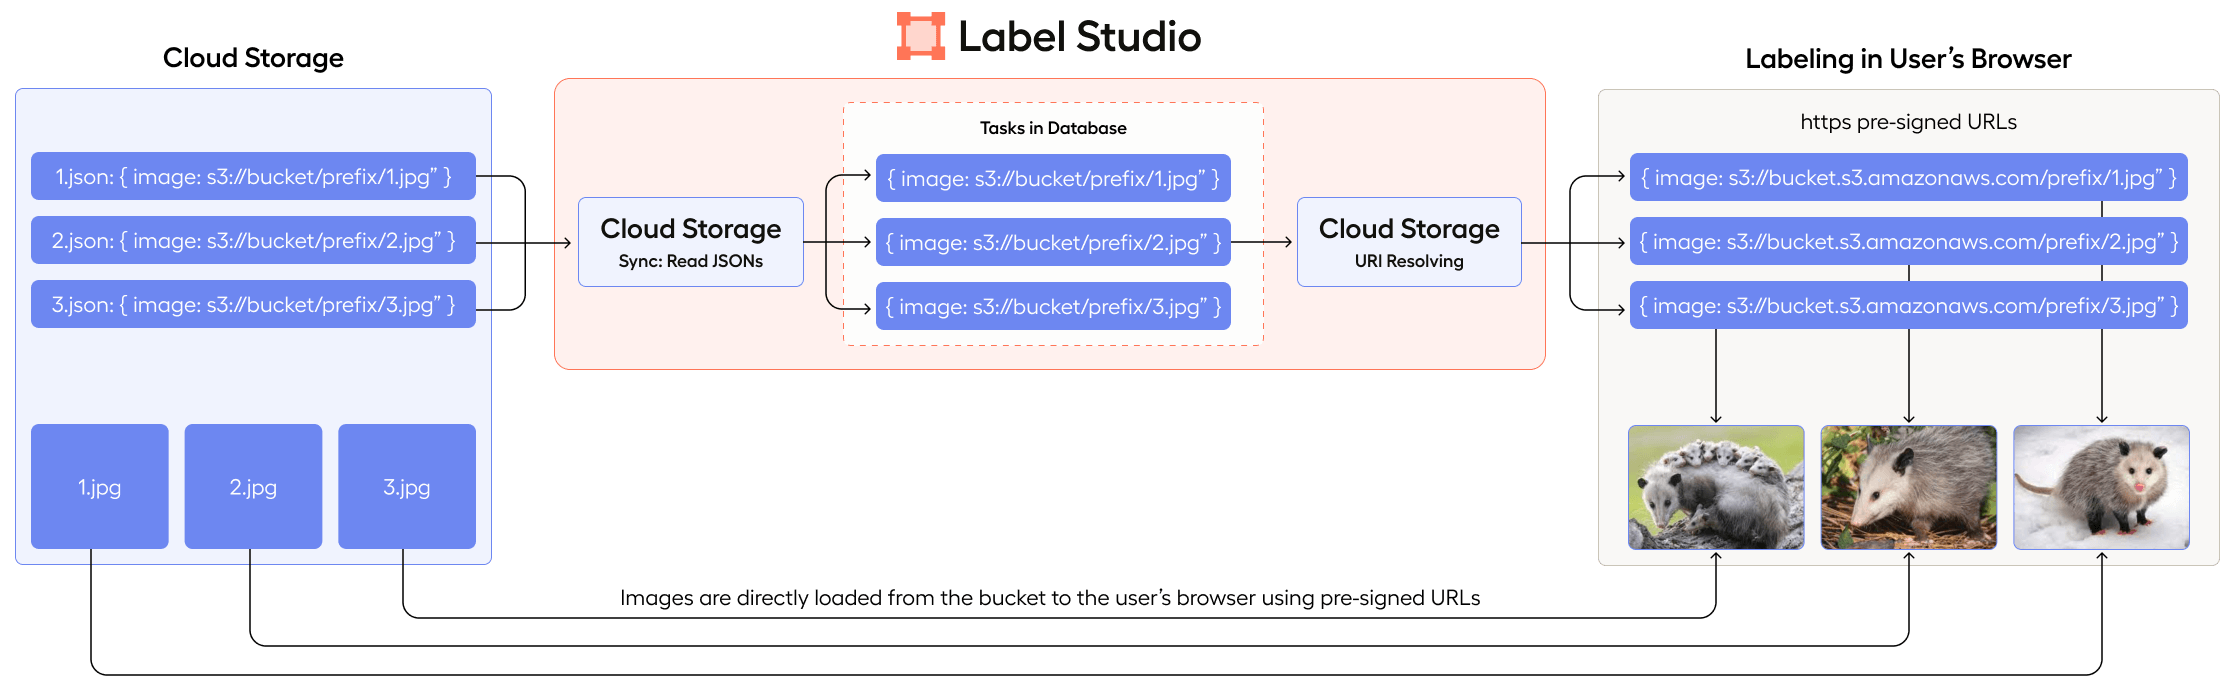 Label Studio
Cloud Storage
1.json: { image: s3://bucket/prefix/1.jpg” }
2.json: { image: s3://bucket/prefix/2.jpg” }
3.json: { image: s3://bucket/prefix/3.jpg” }
1.jpg
2.jpg
3.jpg
Cloud Storage
Sync: Read JSONs
Tasks in Database
{ image: s3://bucket/prefix/1.jpg” }
{ image: s3://bucket/prefix/2.jpg” }
{ image: s3://bucket/prefix/3.jpg” }
Cloud Storage
URI Resolving
Labeling in User’s Browser
https pre-signed URLs
{ image: s3://bucket.s3.amazonaws.com/prefix/1.jpg” }
{ image: s3://bucket.s3.amazonaws.com/prefix/2.jpg” }
{ image: s3://bucket.s3.amazonaws.com/prefix/3.jpg” }
Images are directly loaded from the bucket to the user’s browser using pre-signed URLs